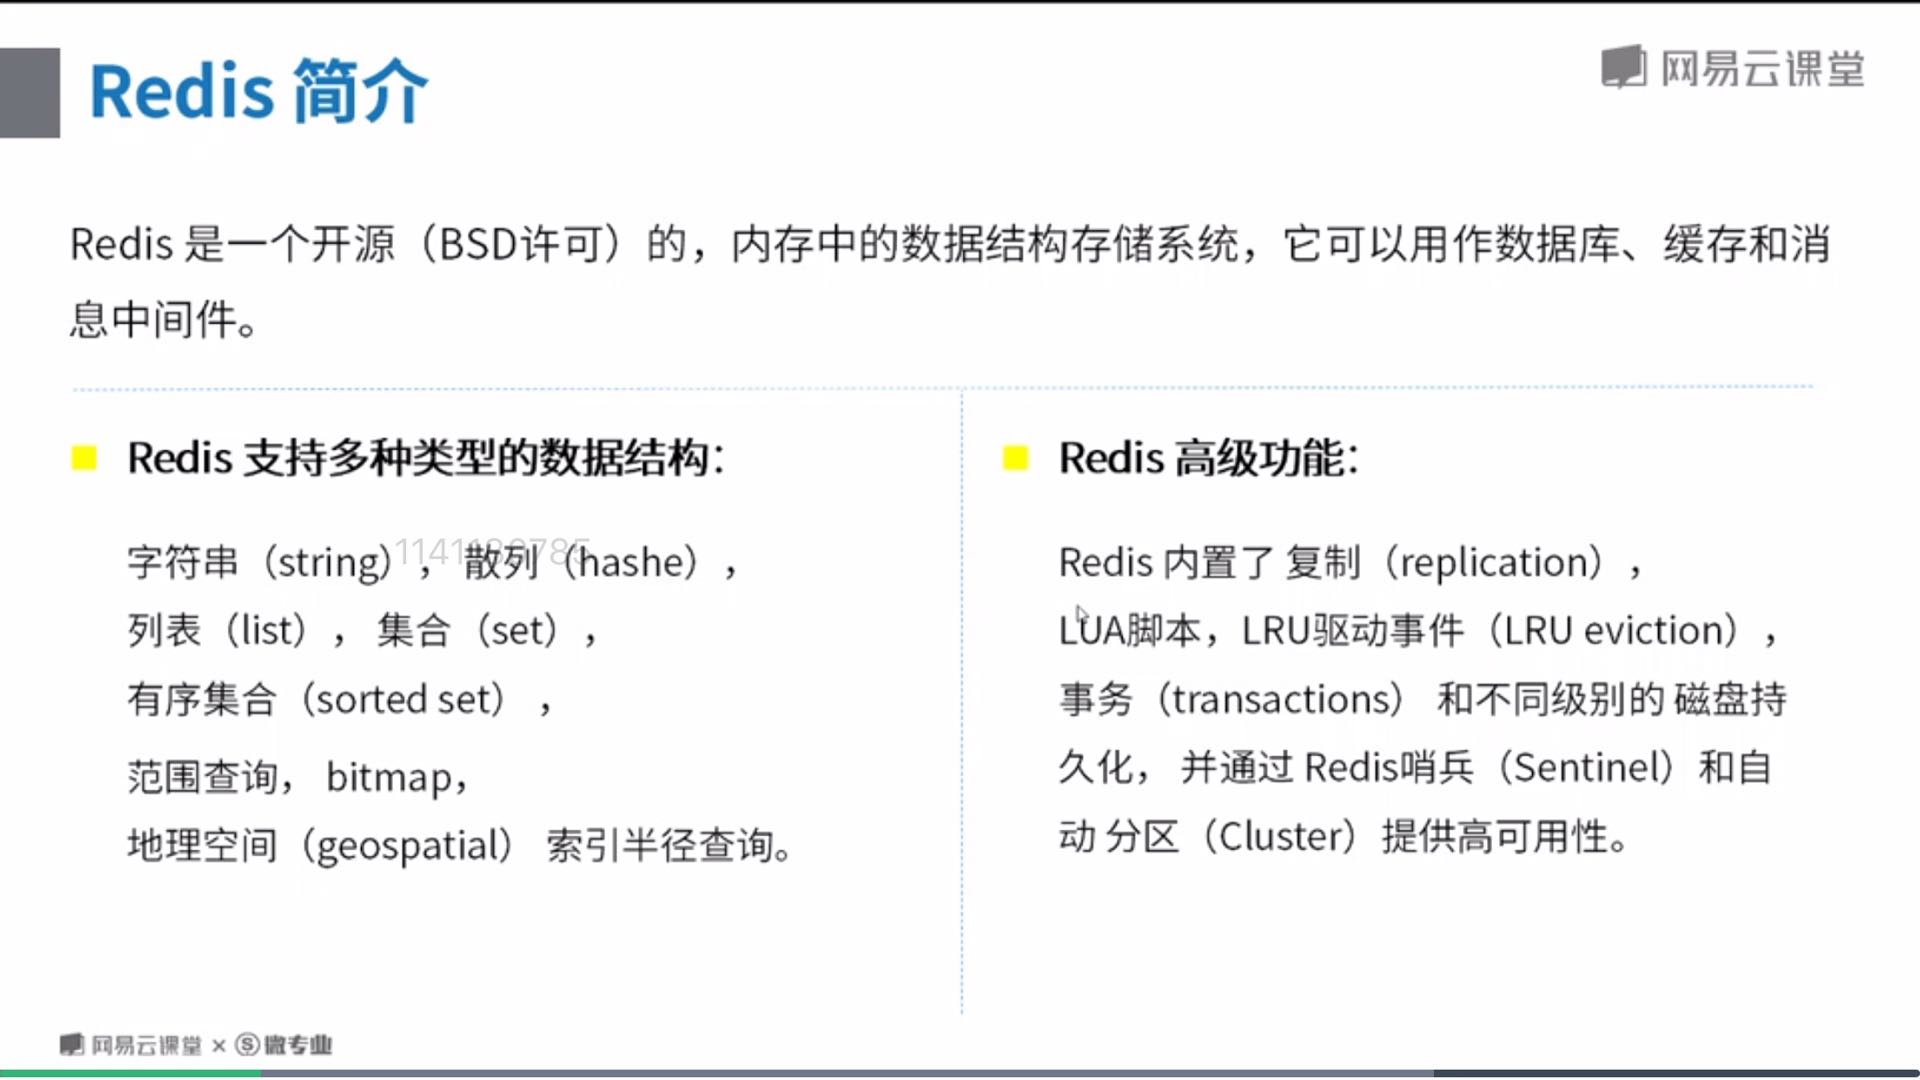 Redis 简介
网易云课堂
Redis 是一个开源（BSD许可）的，内存中的数据结构存储系统，它可以用作数据库、缓存和消
息中间件。
Redis 支持多种类型的数据结构：
字符串（string），散列（hashe），
列表（list）， 集合（set），
有序集合（sorted set），
范围查询， bitmap，
地理空间（geospatial） 索引半径查询。
Redis 高级功能：
Redis 内置了 复制（replication），
LUA脚本，LRU驱动事件（LRU eviction），
事务（transactions） 和不同级别的 磁盘持
久化， 并通过 Redis哨兵（Sentinel）和自
动 分区（Cluster）提供高可用性。
网易云课堂 × 微专业